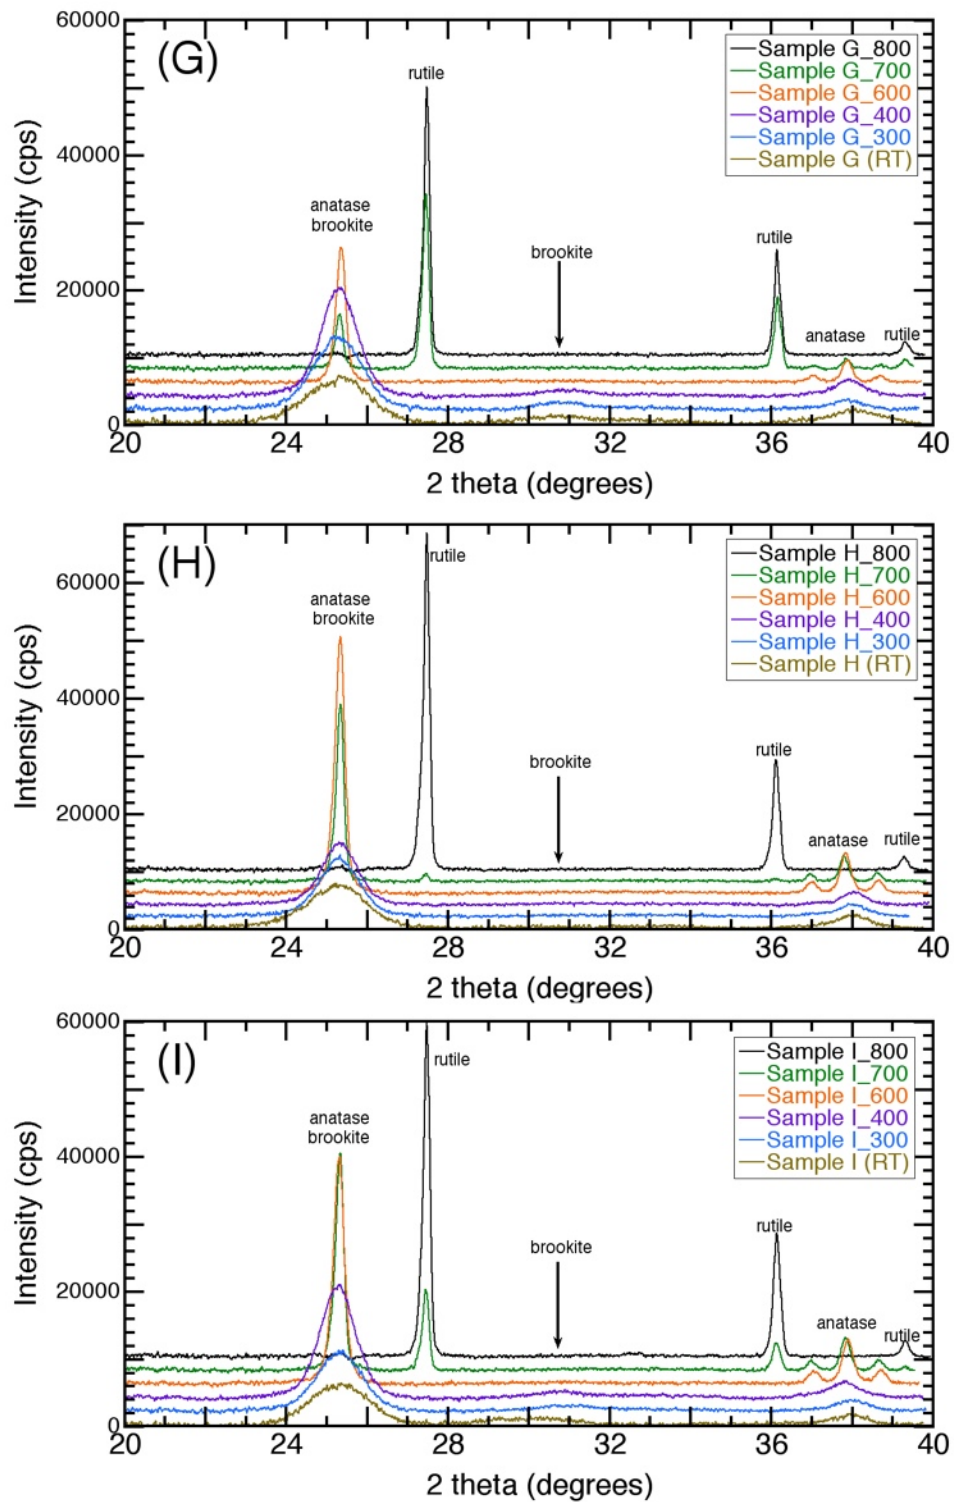 (G)
60000
40000
20000
0
Intensity (cps)
rutile
anatase
brookite
brookite
rutile
anatase
rutile
Sample G_800
Sample G_700
Sample G_600
Sample G_400
Sample G_300
Sample G (RT)
20 24 28 32 36 40
2 theta (degrees)
(H)
60000
40000
20000
0
Intensity (cps)
rutile
anatase
brookite
brookite
rutile
anatase
rutile
Sample H_800
Sample H_700
Sample H_600
Sample H_400
Sample H_300
Sample H (RT)
20 24 28 32 36 40
2 theta (degrees)
(I)
60000
40000
20000
0
Intensity (cps)
rutile
anatase
brookite
brookite
rutile
anatase
rutile
Sample I_800
Sample I_700
Sample I_600
Sample I_400
Sample I_300
Sample I (RT)
20 24 28 32 36 40
2 theta (degrees)